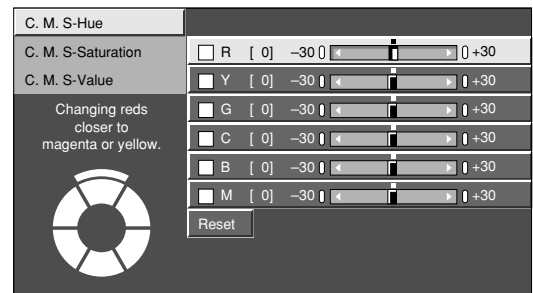 C. M. S-Hue
C. M. S-Saturation
C. M. S-Value
Changing reds
closer to
magenta or yellow.
R [ 0] –30 +30
Y [ 0] –30 +30
G [ 0] –30 +30
C [ 0] –30 +30
B [ 0] –30 +30
M [ 0] –30 +30
Reset